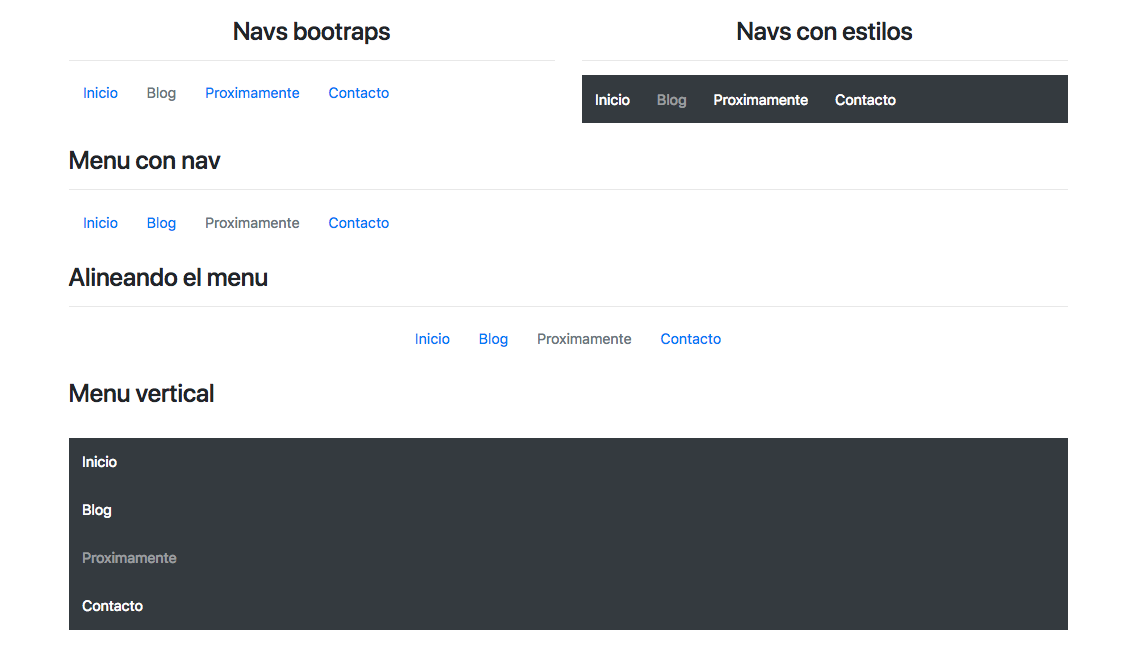 Navs bootraps
Inicio Blog Proximamente Contacto
Navs con estilos
Inicio Blog Proximamente Contacto
Menu con nav
Inicio Blog Proximamente Contacto
Alineando el menu
Inicio Blog Proximamente Contacto
Menu vertical
Inicio
Blog
Proximamente
Contacto